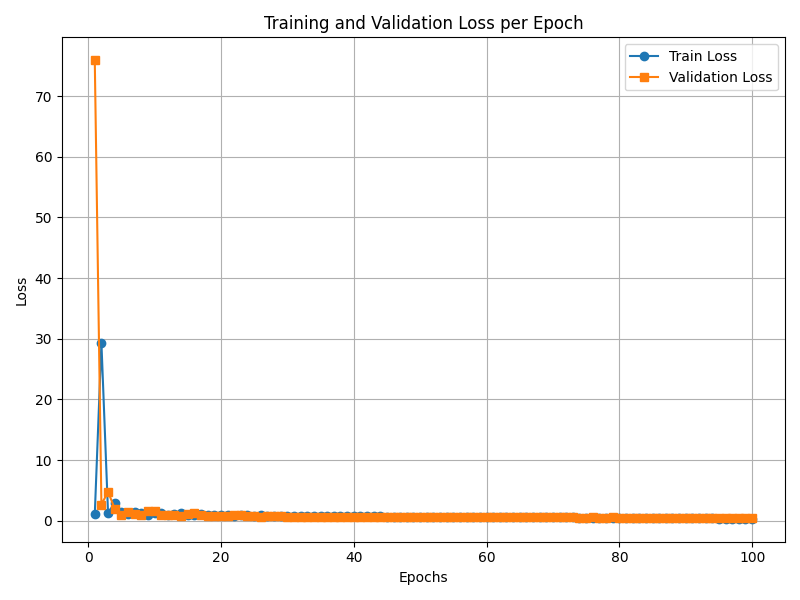 Training and Validation Loss per Epoch
Train Loss
Validation Loss
Loss
70
60
50
40
30
20
10
0
0 20 40 60 80 100
Epochs